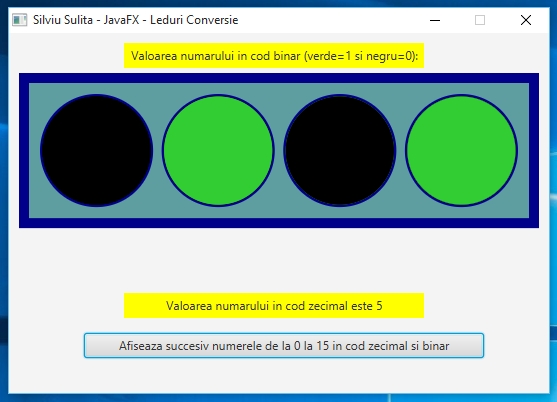 Silviu Sulita - JavaFX - Leduri Conversie
Valoarea numarului in cod binar (verde=1 si negru=0):
Valoarea numarului in cod zecimal este 5
Afiseaza succesiv numerele de la 0 la 15 in cod zecimal si binar